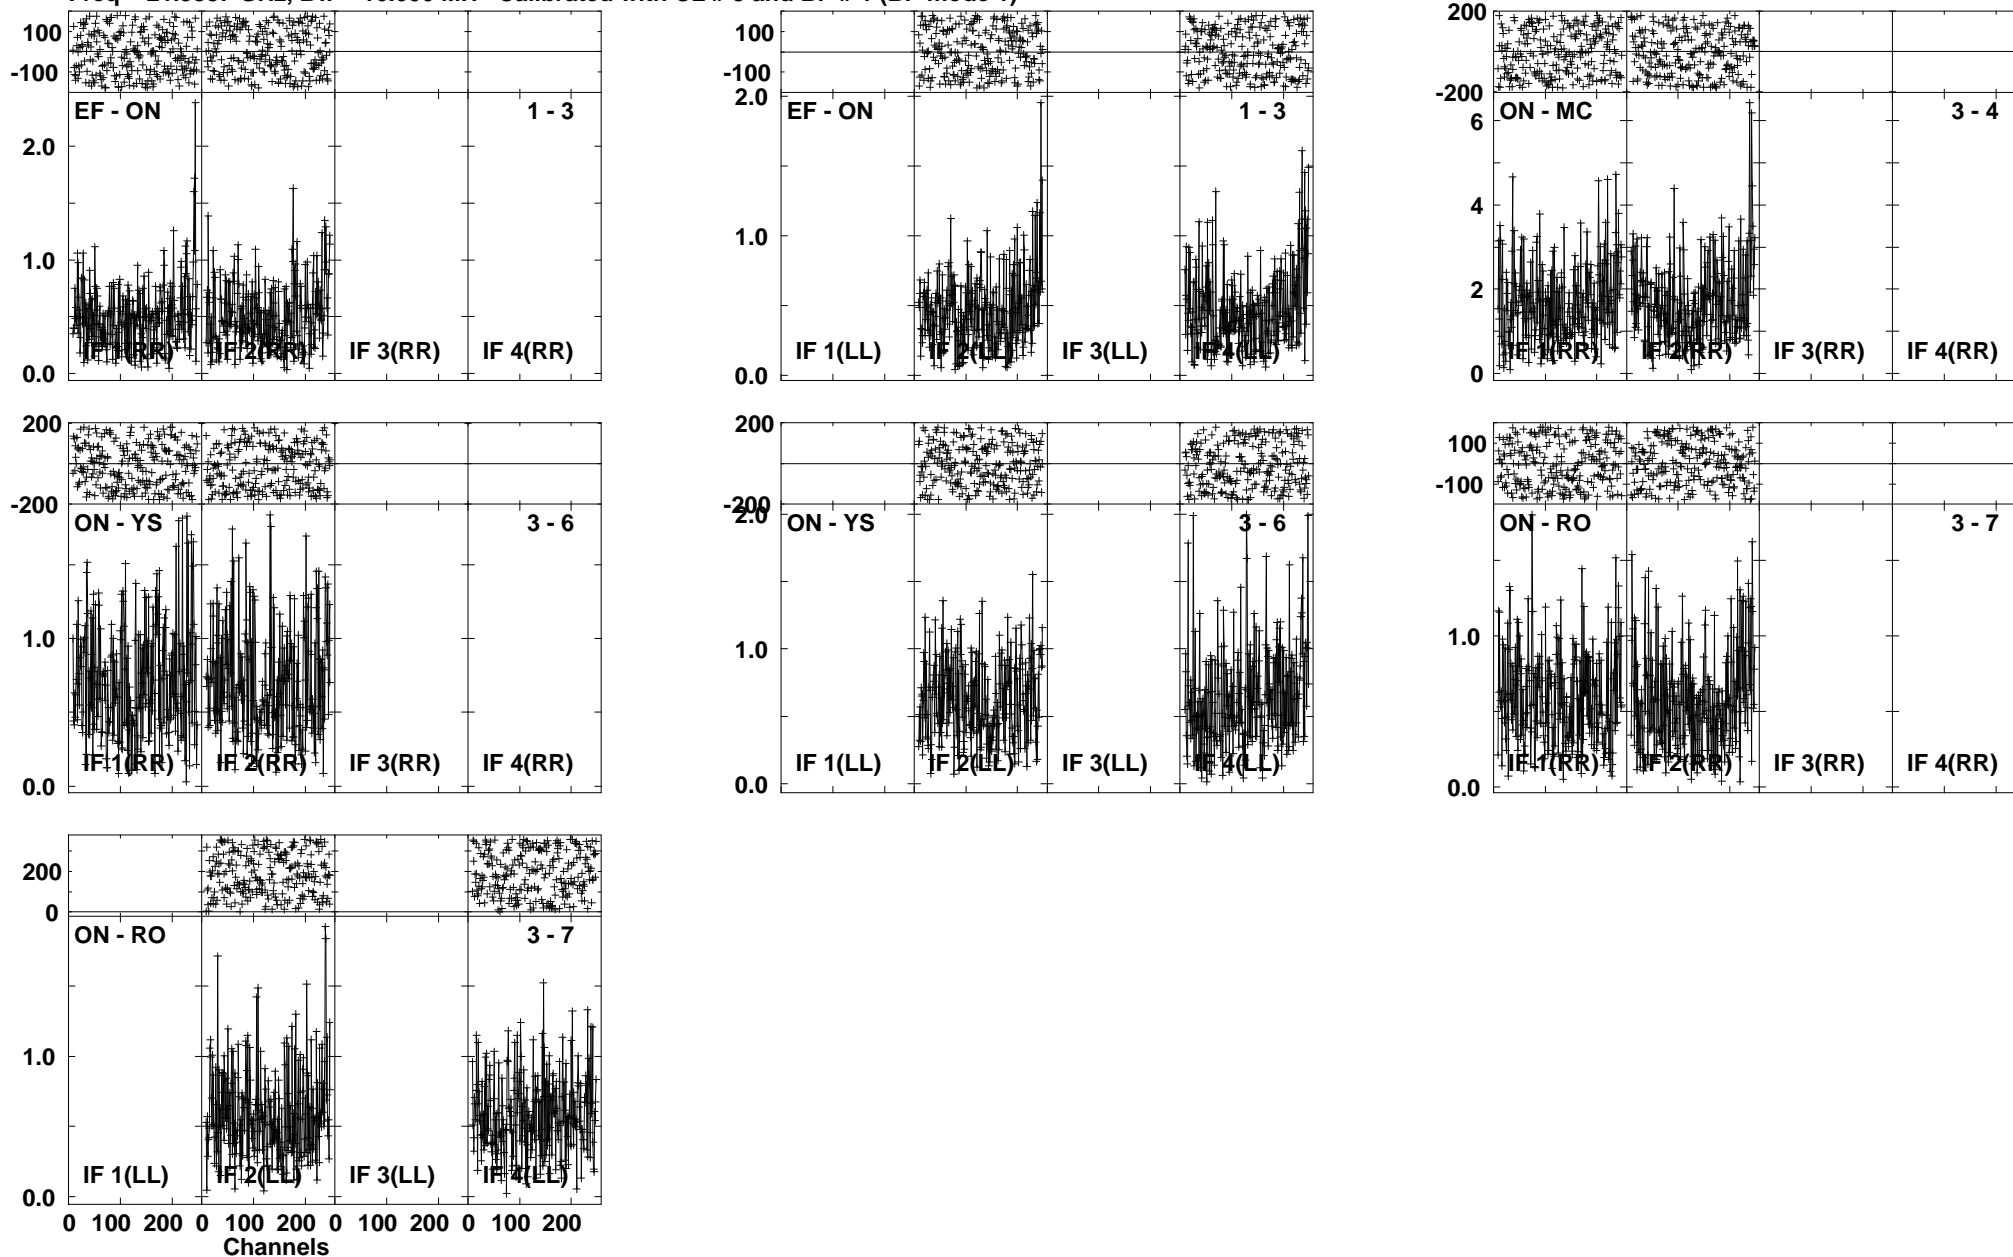 100
-100
EF - ON 1 - 3
2.0
1.0
0.0
IF 1(RR) IF 2(RR) IF 3(RR) IF 4(RR)
100
-100
2.0
EF - ON 1 - 3
1.0
0.0
IF 1(LL) IF 2(LL) IF 3(LL) IF 4(LL)
200
-200
ON - MC 3 - 4
6
4
2
0
IF 1(RR) IF 2(RR) IF 3(RR) IF 4(RR)
200
-200
ON - YS 3 - 6
1.0
0.0
IF 1(RR) IF 2(RR) IF 3(RR) IF 4(RR)
200
-200
2.0
ON - YS 3 - 6
1.0
0.0
IF 1(LL) IF 2(LL) IF 3(LL) IF 4(LL)
100
-100
ON - RO 3 - 7
1.0
0.0
IF 1(RR) IF 2(RR) IF 3(RR) IF 4(RR)
200
0
ON - RO 3 - 7
1.0
0.0
IF 1(LL) IF 2(LL) IF 3(LL) IF 4(LL)
0 100 200 0 100 200 0 100 200 0 100 200
Channels